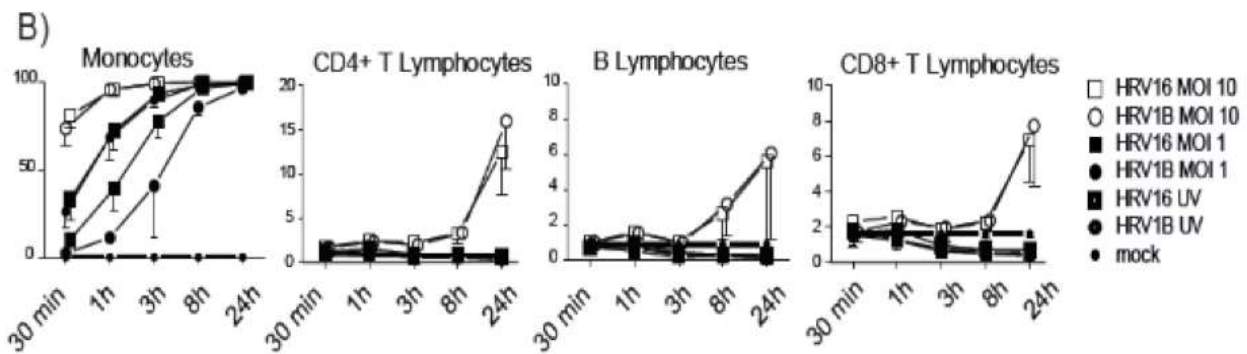 B)
Monocytes
100
50
0
30 min
1h
3h
8h
24h
CD4+ T Lymphocytes
20
15
10
5
0
30 min
1h
3h
8h
24h
B Lymphocytes
10
8
6
4
2
0
30 min
1h
3h
8h
24h
CD8+ T Lymphocytes
10
8
6
4
2
0
30 min
1h
3h
8h
24h
HRV16 MOI 10
HRV1B MOI 10
HRV16 MOI 1
HRV1B MOI 1
HRV16 UV
HRV1B UV
mock